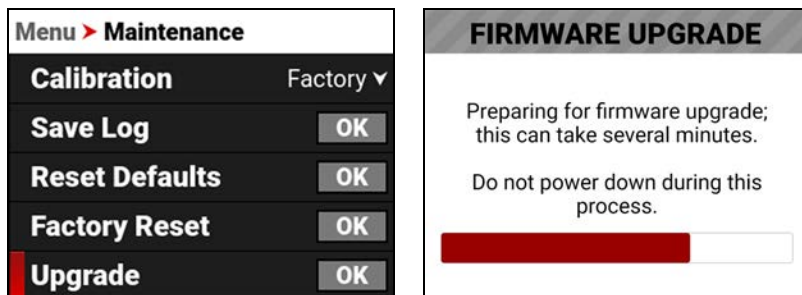 Menu > Maintenance
Calibration Factory
Save Log OK
Reset Defaults OK
Factory Reset OK
Upgrade OK
FIRMWARE UPGRADE
Preparing for firmware upgrade;
this can take several minutes.
Do not power down during this
process.